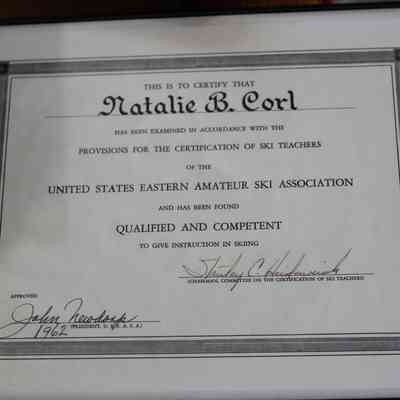 THIS IS TO CERTIFY THAT
Natalie B. Corl
HAS BEEN EXAMINED IN ACCORDANCE WITH THE
PROVISIONS FOR THE CERTIFICATION OF SKI TEACHERS
OF THE
UNITED STATES EASTERN AMATEUR SKI ASSOCIATION
AND HAS BEEN FOUND
QUALIFIED AND COMPETENT
TO GIVE INSTRUCTION IN SKIING
C.
(CHAIRMAN, COMMITTEE ON THE CERTIFICATION OF SKI TEACHERS)
APPROVED
John
1962 (PRESIDENT, U. S. E. A. S. A.)